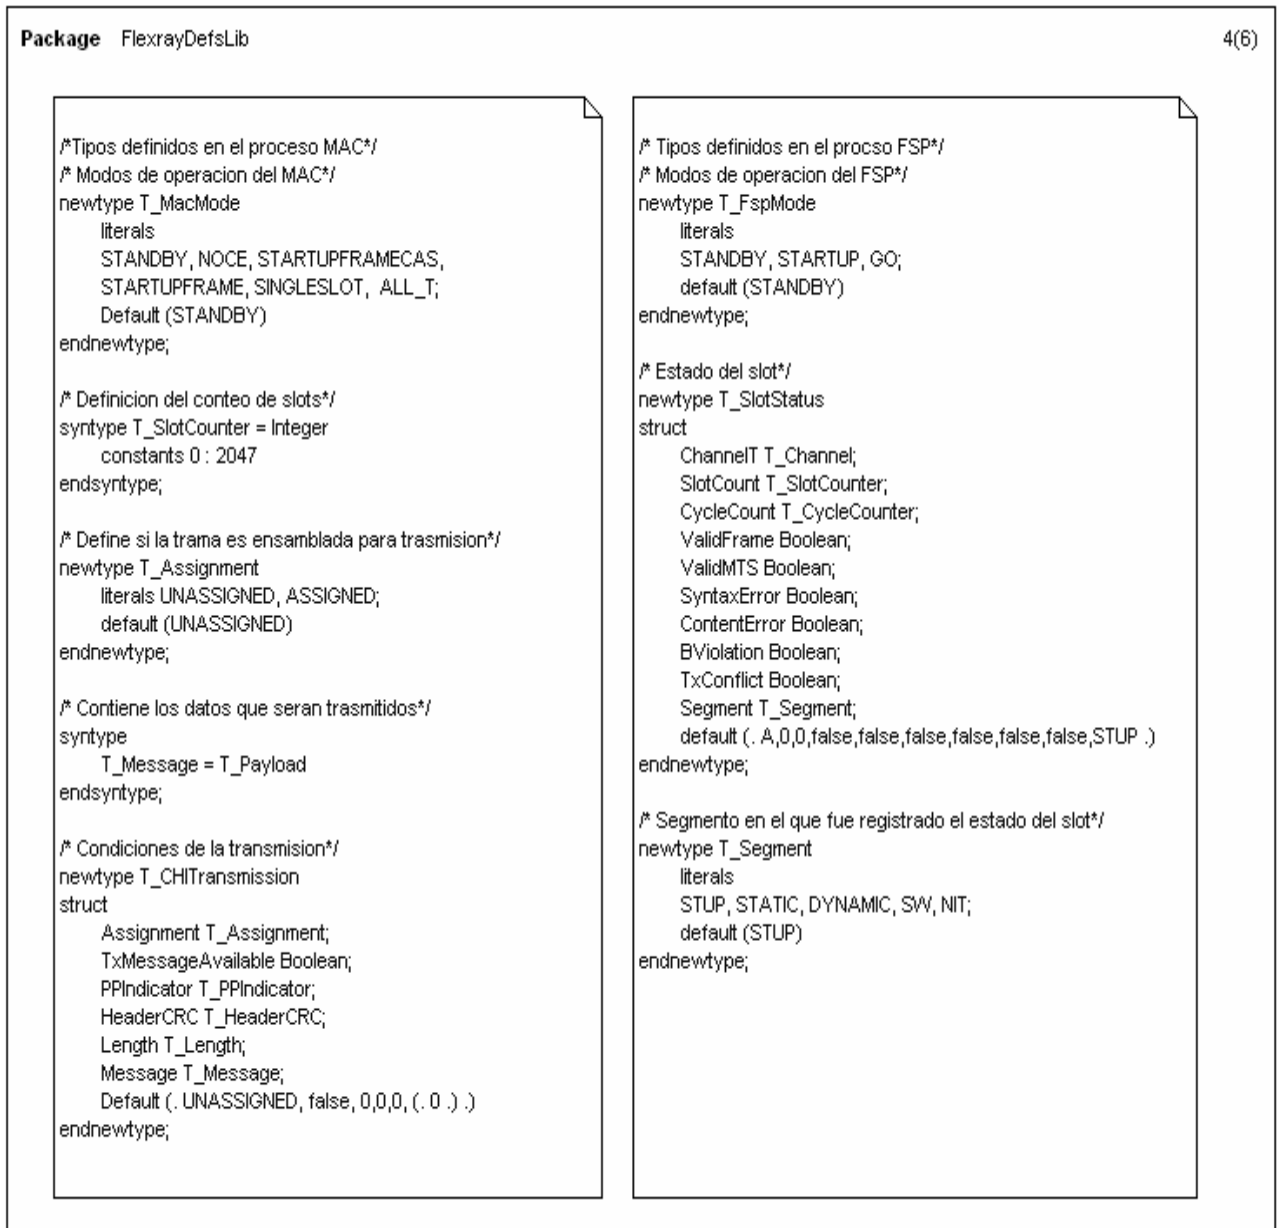 Package FlexrayDefsLib 4(6)
/*Tipos definidos en el proceso MAC*/
/* Modos de operacion del MAC*/
newtype T_MacMode
literals
STANDBY, NOCE, STARTUPFRAMECAS,
STARTUPFRAME, SINGLESLOT, ALL_T;
Default (STANDBY)
endnewtype;
/* Definicion del conteo de slots*/
syntype T_SlotCounter = Integer
constants 0 : 2047
endsyntype;
/* Define si la trama es ensamblada para trasmision*/
newtype T_Assignment
literals UNASSIGNED, ASSIGNED;
default (UNASSIGNED)
endnewtype;
/* Contiene los datos que seran trasmitidos*/
syntype
T_Message = T_Payload
endsyntype;
/* Condiciones de la transmision*/
newtype T_CHITransmission
struct
Assignment T_Assignment;
TxMessageAvailable Boolean;
PPIndicator T_PPIndicator;
HeaderCRC T_HeaderCRC;
Length T_Length;
Message T_Message;
Default (. UNASSIGNED, false, 0,0,0, (. 0 .) .)
endnewtype;
/* Tipos definidos en el procso FSP*/
/* Modos de operacion del FSP*/
newtype T_FspMode
literals
STANDBY, STARTUP, GO;
default (STANDBY)
endnewtype;
/* Estado del slot*/
newtype T_SlotStatus
struct
ChannelT T_Channel;
SlotCount T_SlotCounter;
CycleCount T_CycleCounter;
ValidFrame Boolean;
ValidMTS Boolean;
SyntaxError Boolean;
ContentError Boolean;
BViolation Boolean;
TxConflict Boolean;
Segment T_Segment;
default (. A,0,0,false,false,false,false,false,false,STUP .)
endnewtype;
/* Segmento en el que fue registrado el estado del slot*/
newtype T_Segment
literals
STUP, STATIC, DYNAMIC, SW, NIT;
default (STUP)
endnewtype;